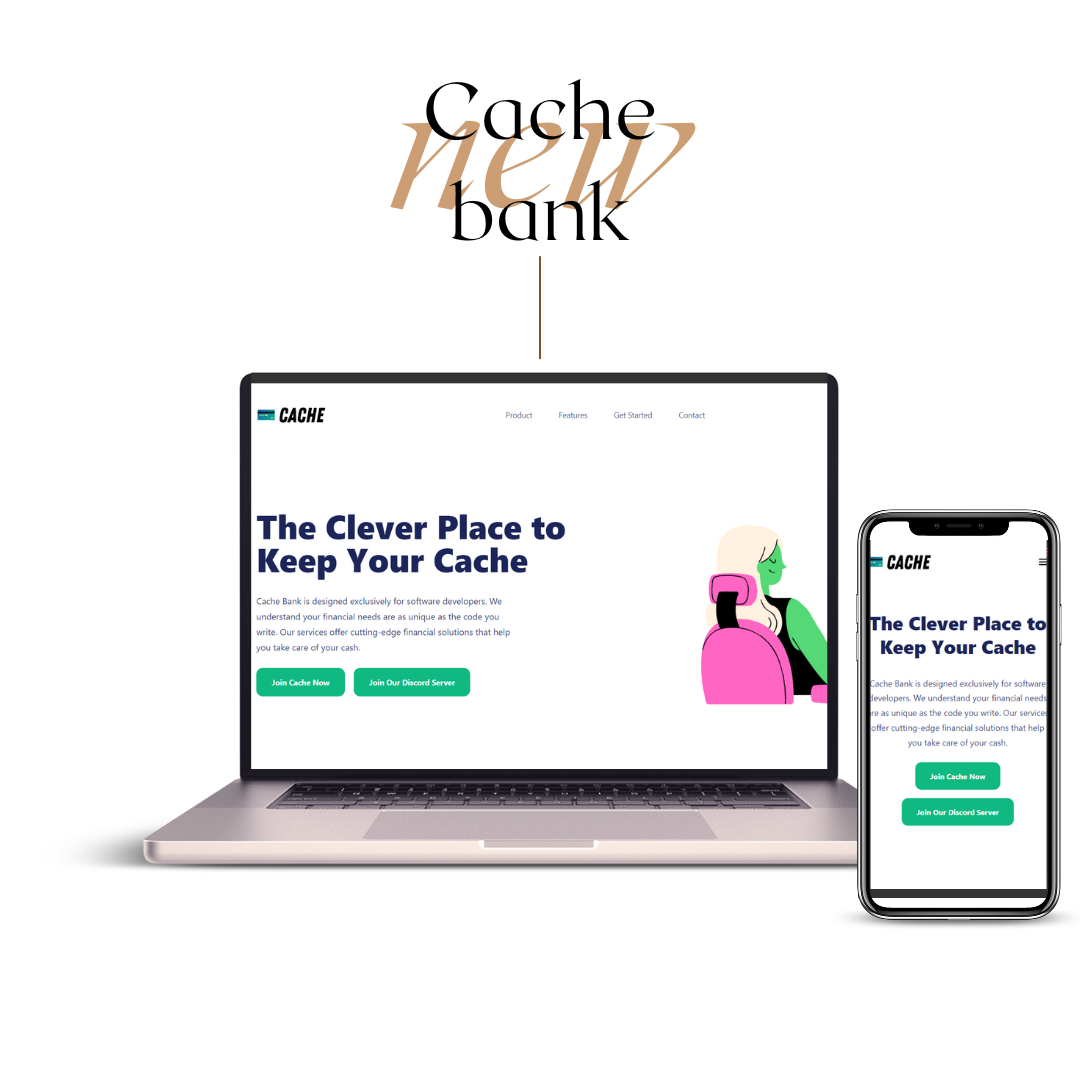 Cache
new
bank
CACHE
Product Features Get Started Contact
The Clever Place to
Keep Your Cache
Cache Bank is designed exclusively for software developers. We
understand your financial needs are as unique as the code you
write. Our services offer cutting-edge financial solutions that help
you take care of your cash.
Join Cache Now Join Our Discord Server
CACHE
The Clever Place to
Keep Your Cache
Cache Bank is designed exclusively for software
developers. We understand your financial needs
are as unique as the code you write. Our services
offer cutting-edge financial solutions that help
you take care of your cash.
Join Cache Now
Join Our Discord Server